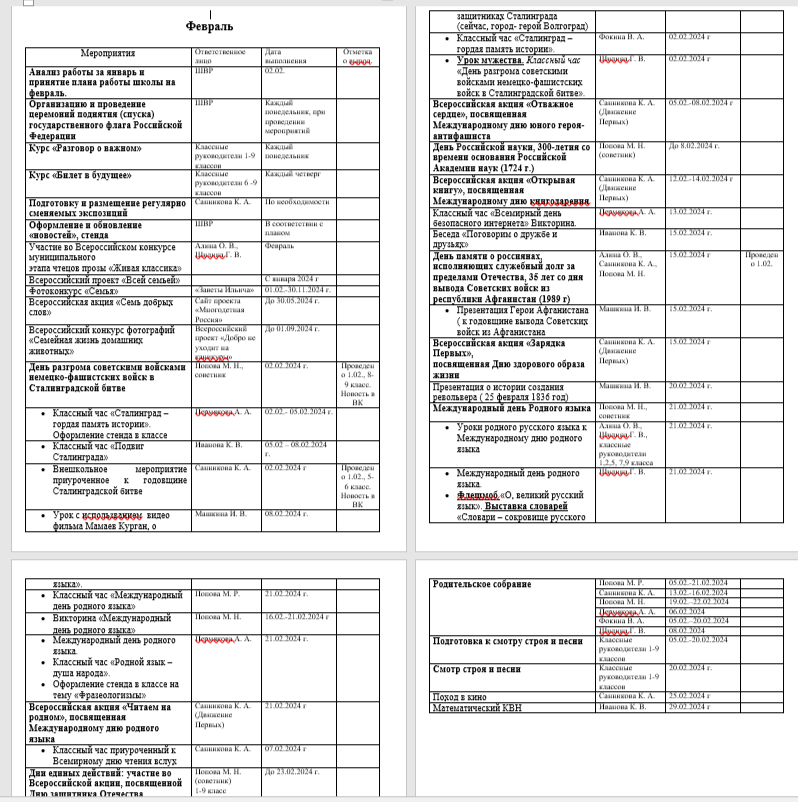 Февраль
Мероприятия
Ответственное лицо
Дата выполнения
Отметка о выпол.
Анализ работы за январь и
принятие плана работы школы на
февраль.
ШВР
02.02.
Организацию и проведение
церемоний поднятия (спуска)
государственного флага Российской
Федерации
ШВР
Каждый
понедельник, при
проведении
мероприятий
Курс «Разговор о важном»
Классные
руководители 1-9
классов
Каждый
понедельник
Курс «Билет в будущее»
Классные
руководители 6 -9
классов
Каждый четверг
Подготовку и размещение регулярно
сменяемых экспозиций
Санникова К. А.
По необходимости
Оформление и обновление
«новостей», стенда
ШВР
В соответствии с
планом
Участие во Всероссийском конкурсе
муниципального
этапа чтецов прозы «Живая классика»
Алина О. В.,
Г. В.
Февраль
Всероссийский проект «Всей семьей»
С января 2024 г
Фотоконкурс «Семья»
«Заветы Ильича»
01.02.-30.11.2024 г.
Всероссийская акция «Семь добрых
слов»
Сайт проекта
«Многодетная
Россия»
До 30.05.2024 г.
Всероссийский конкурс фотографий
«Семейная жизнь домашних
животных»
Всероссийский
проект «Добро не
уходит на
каникулы»
До 01.09.2024 г.
День разгрома советскими войсками
немецко-фашистских войск в
Сталинградской битве
Попова М. Н.,
советник
02.02.2024 г.
Проведен
о 1.02., 8-
9 класс.
Новость в
ВК
• Классный час «Сталинград –
гордая память истории».
Оформление стенда в классе
А. А.
02.02.- 05.02.2024 г.
• Классный час «Подвиг
Сталинграда»
Иванова К. В.
05.02 – 08.02.2024
г.
• Внешкольное мероприятие
приуроченное к годовщине
Сталинградской битве
Санникова К. А.
02.02.2024 г
Проведен
о 1.02., 5-
6 класс.
Новость в
ВК
• Урок с использыванием видео
фильма Мамаев Курган, о
Машкина И. В.
08.02.2024 г.
защитниках Сталинграда
(сейчас, город- герой Волгоград)
• Классный час «Сталинград –
гордая память истории».
Фокина В. А.
02.02.2024 г.
• Урок мужества. Классный час
«День разгрома советскими
войсками немецко-фашистских
войск в Сталинградской битве».
Г. В.
02.02.2024 г.
Всероссийская акция «Отважное
сердце», посвященная
Международному дню юного героя-
антифашиста
Санникова К. А.
(Движение
Первых)
05.02.-08.02.2024 г
День Российской науки, 300-летия со
времени основания Российской
Академии наук (1724 г.)
Попова М. Н.
(советник)
До 8.02.2024 г.
Всероссийская акция «Открывая
книгу», посвященная
Международному дню книгодарения
Санникова К. А.
(Движение
Первых)
12.02.-14.02.2024 г
Классный час «Всемирный день
безопасного интернета» Викторина.
А. А.
13.02.2024 г.
Беседа «Поговорим о дружбе и
друзьях»
Иванова К. В.
15.02.2024 г.
День памяти о россиянах,
исполняющих служебный долг за
пределами Отечества, 35 лет со дня
вывода Советских войск из
республики Афганистан (1989 г)
Алина О. В.,
Санникова К. А.,
Попова М. Н.
15.02.2024 г
Проведен
о 1.02.
• Презентация Герои Афганистана
( к годовщине вывода Советских
войск из Афганистана
Машкина И. В.
15.02.2024 г.
Всероссийская акция «Зарядка
Первых»,
посвященная Дню здорового образа
жизни
Санникова К. А.
(Движение
Первых)
15.02.2024 г
Презентация о истории создания
револьвера ( 25 февраля 1836 год)
Машкина И. В.
20.02.2024 г.
Международный день Родного языка
Попова М. Н.,
советник
21.02.2024 г.
• Уроки родного русского языка к
Международному дню родного
языка
Алина О. В.,
Г. В.,
классные
руководители
1,2,5, 7,9 класса
21.02.2024 г.
• Международный день родного
языка.
• Флешмоб «О, великий русский
язык». Выставка словарей
«Словари – сокровище русского
Г. В.
21.02.2024 г.
языка».
• Классный час «Международный
день родного языка»
Попова М. Р.
21.02.2024 г.
• Викторина «Международный
день родного языка»
Попова М. Н.
16.02.-21.02.2024 г
• Международный день родного
языка.
• Классный час «Родной язык –
душа народа».
• Оформление стенда в классе на
тему «Фразеологизмы»
А. А.
21.02.2024 г.
Всероссийская акция «Читаем на
родном», посвященная
Международному дню родного
языка
Санникова К. А.
(Движение
Первых)
21.02.2024 г
• Классный час приуроченный к
Всемирному дню чтения вслух
Санникова К. А.
07.02.2024 г
Дни единых действий: участие во
Всероссийской акции, посвященной
Дню защитника Отечества
Попова М. Н.
(советник)
1-9 класс
До 23.02.2024 г.
Родительское собрание
Попова М. Р.
05.02.-21.02.2024
Санникова К. А.
13.02.-16.02.2024
Попова М. Н.
19.02.–22.02.2024
А. А.
06.02.2024
Фокина В. А.
05.02.–20.02.2024
Г. В.
08.02.2024
Подготовка к смотру строя и песни
Классные
руководители 1-9
классов
05.02.-20.02.2024
Смотр строя и песни
Классные
руководители 1-9
классов
20.02.2024 г.
Поход в кино
Санникова К. А.
25.02.2024 г
Математический КВН
Иванова К. В.
29.02.2024 г